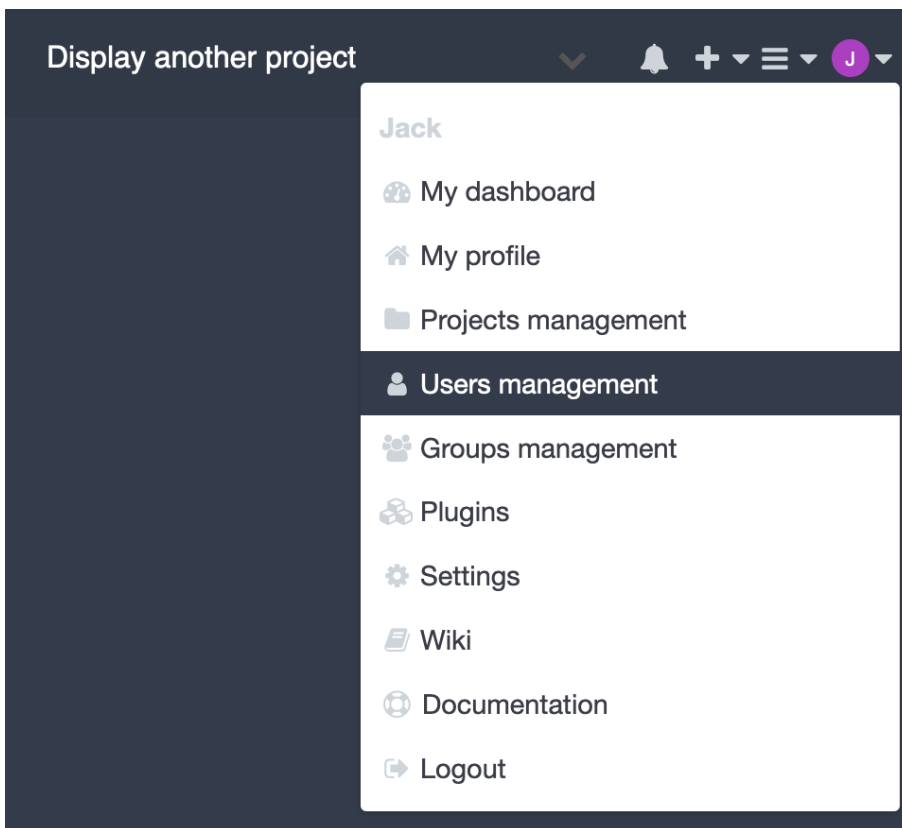 Display another project
J
Jack
My dashboard
My profile
Projects management
Users management
Groups management
Plugins
Settings
Wiki
Documentation
Logout